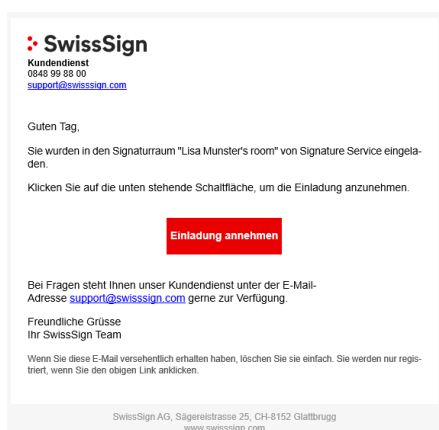 SwissSign
Kundendienst
0848 99 88 00
support@swisssign.com
Guten Tag,
Sie wurden in den Signaturraum "Lisa Munster's room" von Signature Service eingela-
den.
Klicken Sie auf die unten stehende Schaltfläche, um die Einladung anzunehmen.
Einladung annehmen
Bei Fragen steht Ihnen unser Kundendienst unter der E-Mail-
Adresse support@swisssign.com gerne zur Verfügung.
Freundliche Grüsse
Ihr SwissSign Team
Wenn Sie diese E-Mail versehentlich erhalten haben, löschen Sie sie einfach. Sie werden nur regis-
triert, wenn Sie den obigen Link anklicken.
SwissSign AG, Sägereistrasse 25, CH-8152 Glattbrugg
www.swisssign.com